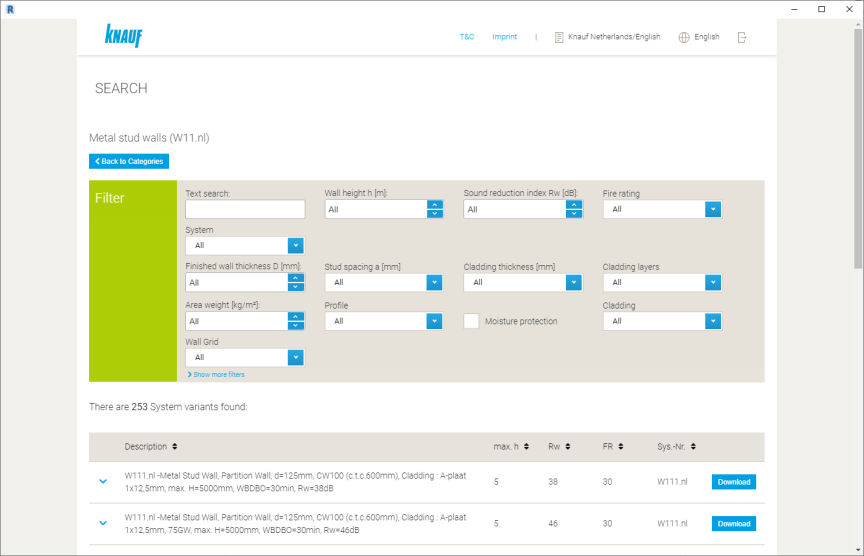 R
KNAUF
T&C Imprint | Knauf Netherlands/English English
SEARCH
Metal stud walls (W11.nl)
Back to Categories
Filter
Text search: Wall height h [m]: Sound reduction index Rw [dB]: Fire rating
All All All
System
All
Finished wall thickness D [mm]: Stud spacing a [mm] Cladding thickness [mm] Cladding layers
All All All All
Area weight [kg/m²]: Profile Cladding
All All Moisture protection All
Wall Grid
All
Show more filters
There are 253 System variants found:
Description max. h Rw FR Sys.-Nr.
W111.nl -Metal Stud Wall, Partition Wall, d=125mm, CW100 (c.t.c.600mm), Cladding : A-plaat
1x12,5mm, max. H=5000mm, WBDBO=30min, Rw=38dB
5 38 30 W111.nl Download
W111.nl -Metal Stud Wall, Partition Wall, d=125mm, CW100 (c.t.c.600mm), Cladding : A-plaat
1x12,5mm, 75GW, max. H=5000mm, WBDBO=30min, Rw=46dB
5 46 30 W111.nl Download